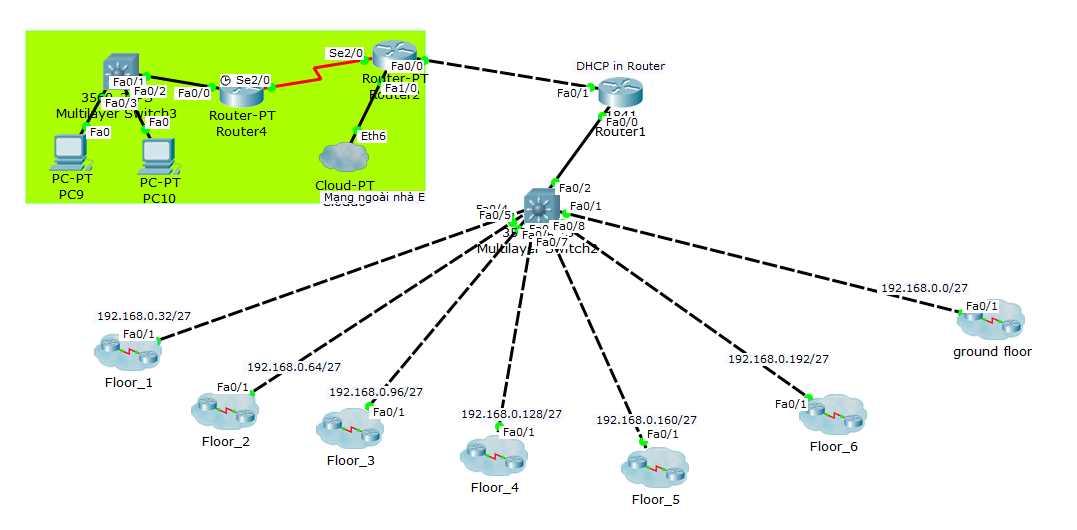 Se2/0
Fa0/0
Router-PT
Router2
Fa1/0
DHCP in Router
Fa0/1
Fa0/0
Router1
Se2/0
Fa0/1
Fa0/2
Fa0/0
Fa0/3
Multilayer Switch3
Router-PT
Router4
Fa0
Fa0
PC-PT
PC9
PC-PT
PC10
Eth6
Cloud-PT
Mạng ngoài nhà E
Fa0/2
Fa0/1
Fa0/5
Fa0/8
Fa0/7
Multilayer Switch2
192.168.0.0/27
Fa0/1
ground floor
192.168.0.32/27
Fa0/1
Floor_1
192.168.0.64/27
Fa0/1
Floor_2
192.168.0.96/27
Fa0/1
Floor_3
192.168.0.128/27
Fa0/1
Floor_4
192.168.0.160/27
Fa0/1
Floor_5
192.168.0.192/27
Fa0/1
Floor_6